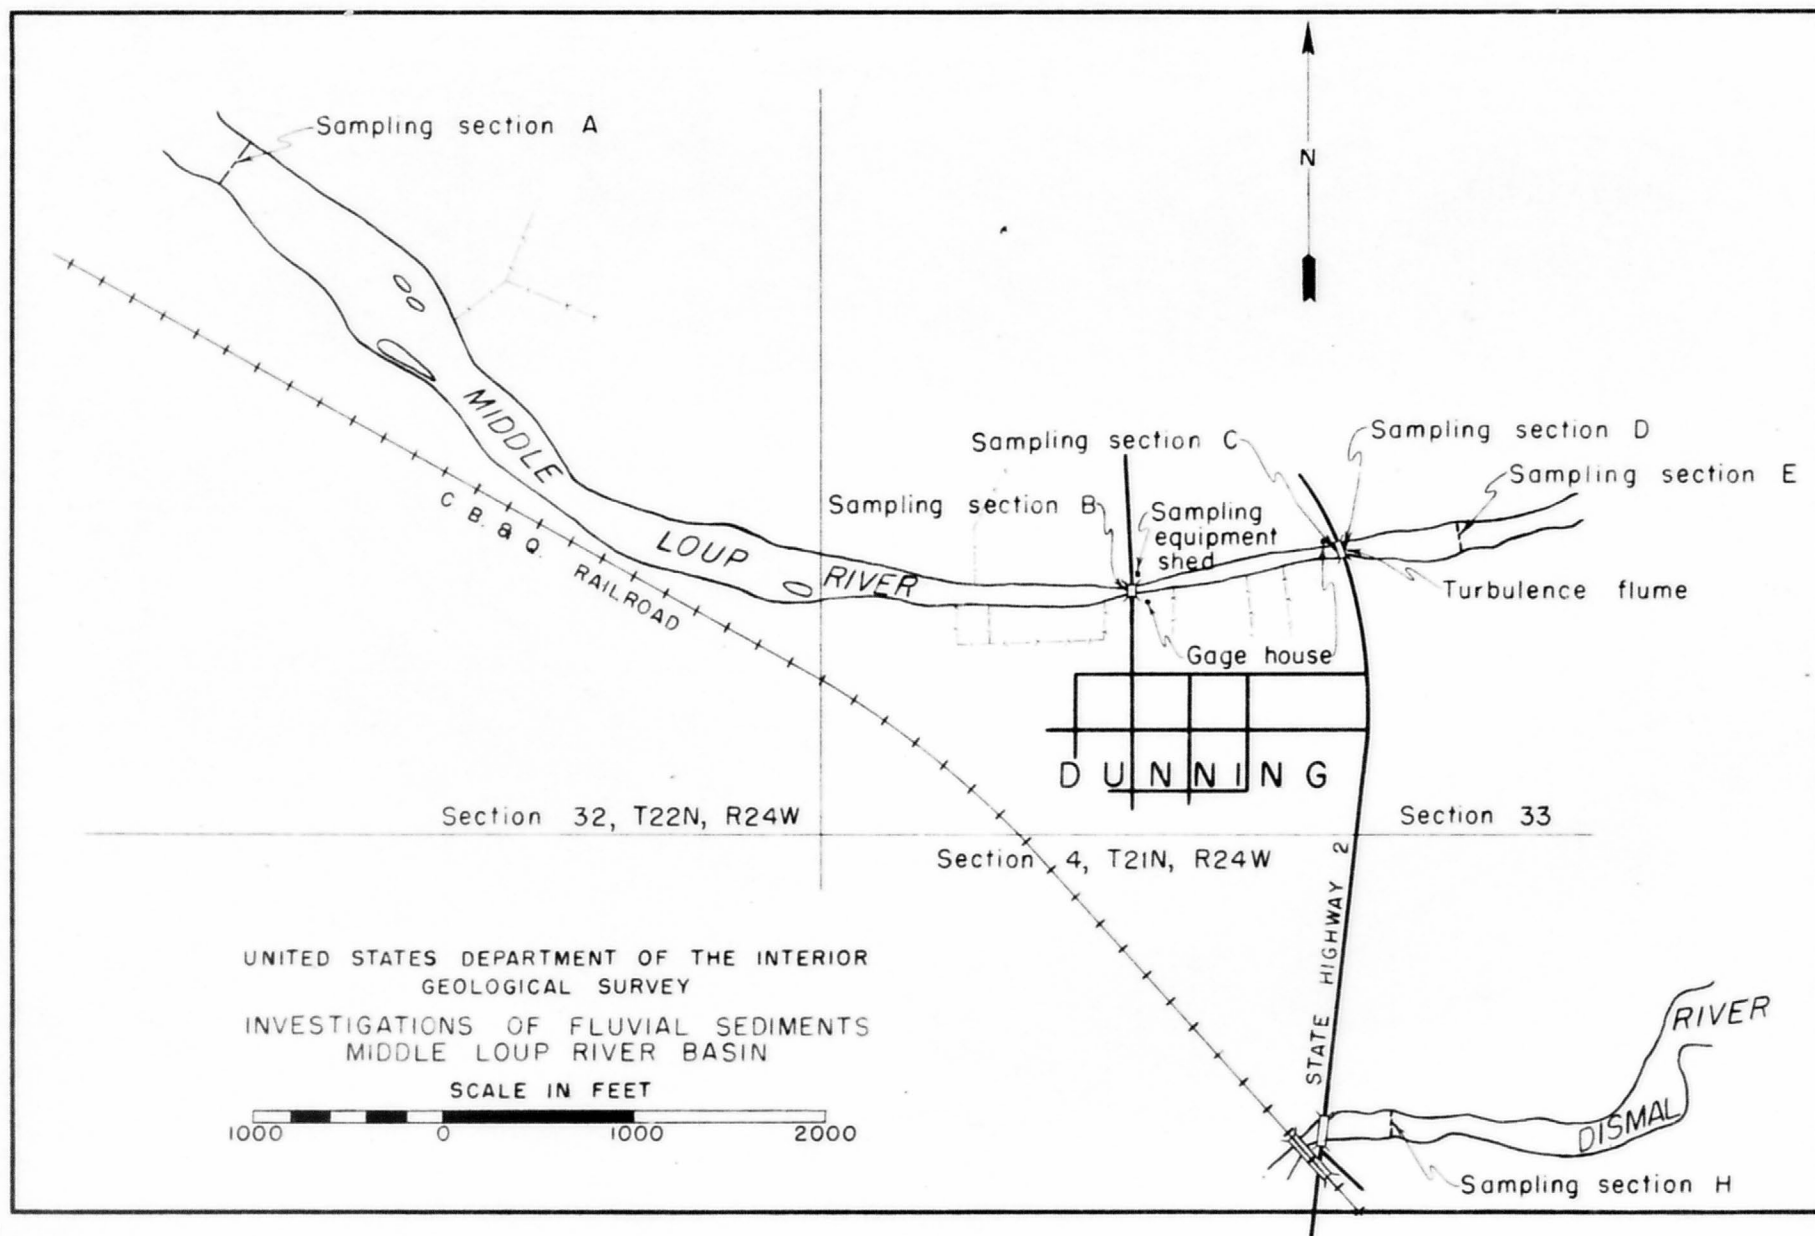 Sampling section A
N
MIDDLE
LOUP
RIVER
C. B. & Q. RAILROAD
Sampling section C
Sampling section D
Sampling section E
Sampling section B
Sampling
equipment
shed
Turbulence flume
Gage house
DUNNING
Section 32, T22N, R24W
Section 33
Section 4, T21N, R24W
STATE HIGHWAY 2
UNITED STATES DEPARTMENT OF THE INTERIOR
GEOLOGICAL SURVEY
INVESTIGATIONS OF FLUVIAL SEDIMENTS
MIDDLE LOUP RIVER BASIN
SCALE IN FEET
1000 0 1000 2000
DISMAL
RIVER
Sampling section H